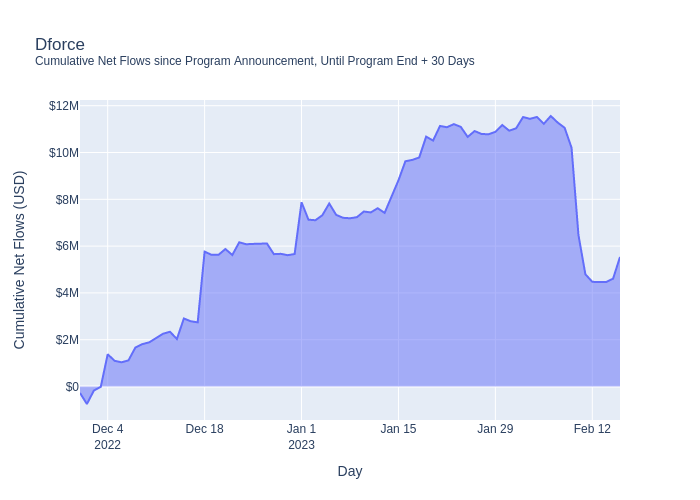 Dforce
Cumulative Net Flows since Program Announcement, Until Program End + 30 Days
Cumulative Net Flows (USD)
$12M
$10M
$8M
$6M
$4M
$2M
$0
Dec 4
2022
Dec 18
Jan 1
2023
Jan 15
Jan 29
Feb 12
Day